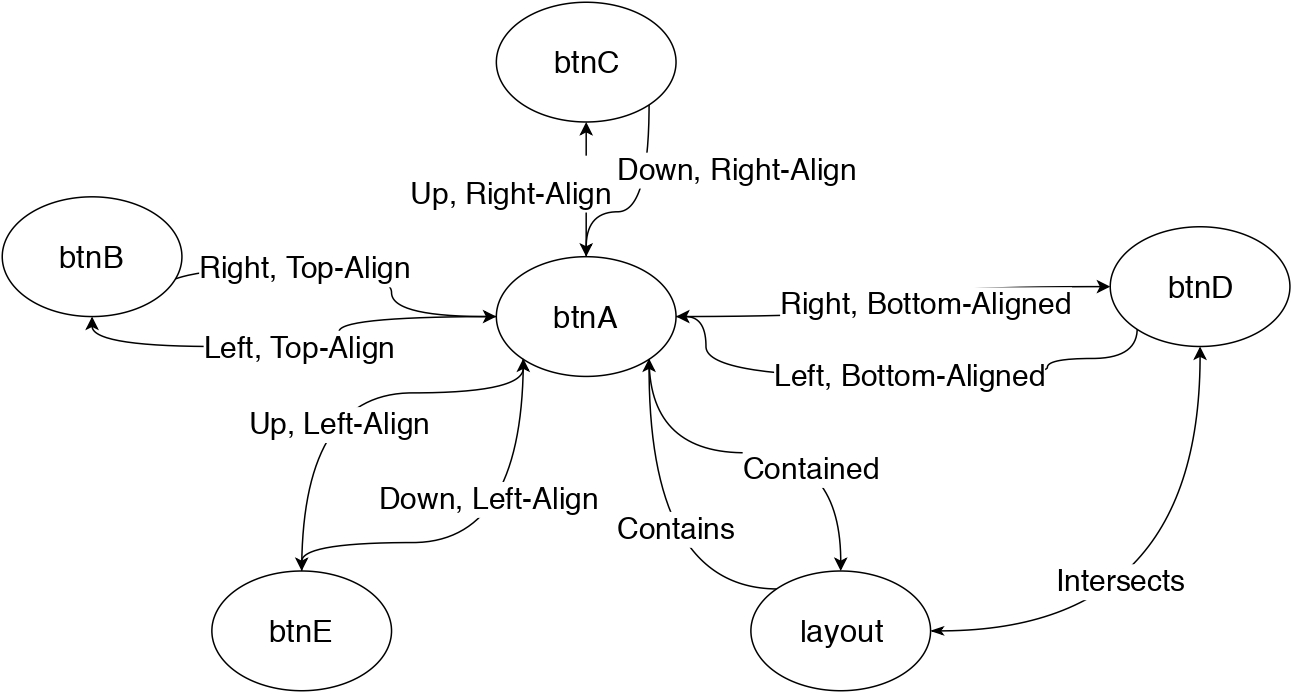 btnC
Down, Right-Align
Up, Right-Align
btnB
Right, Top-Align
btnD
Right, Bottom-Aligned
btnA
Left, Top-Align
Left, Bottom-Aligned
Up, Left-Align
Contained
Down, Left-Align
Contains
Intersects
btnE
layout